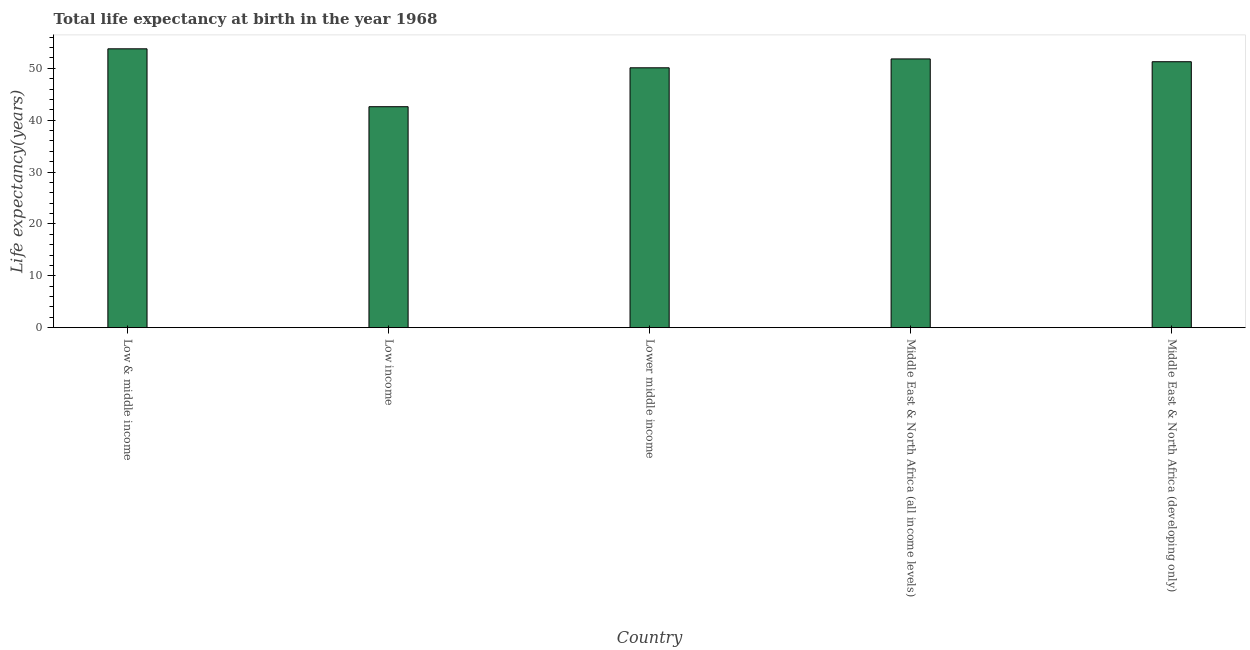 Total life expectancy at birth in the year 1968
Life expectancy(years)
50
40
30
20
10
0
Low & middle income
Low income
Lower middle income
Middle East & North Africa (all income levels)
Middle East & North Africa (developing only)
Country